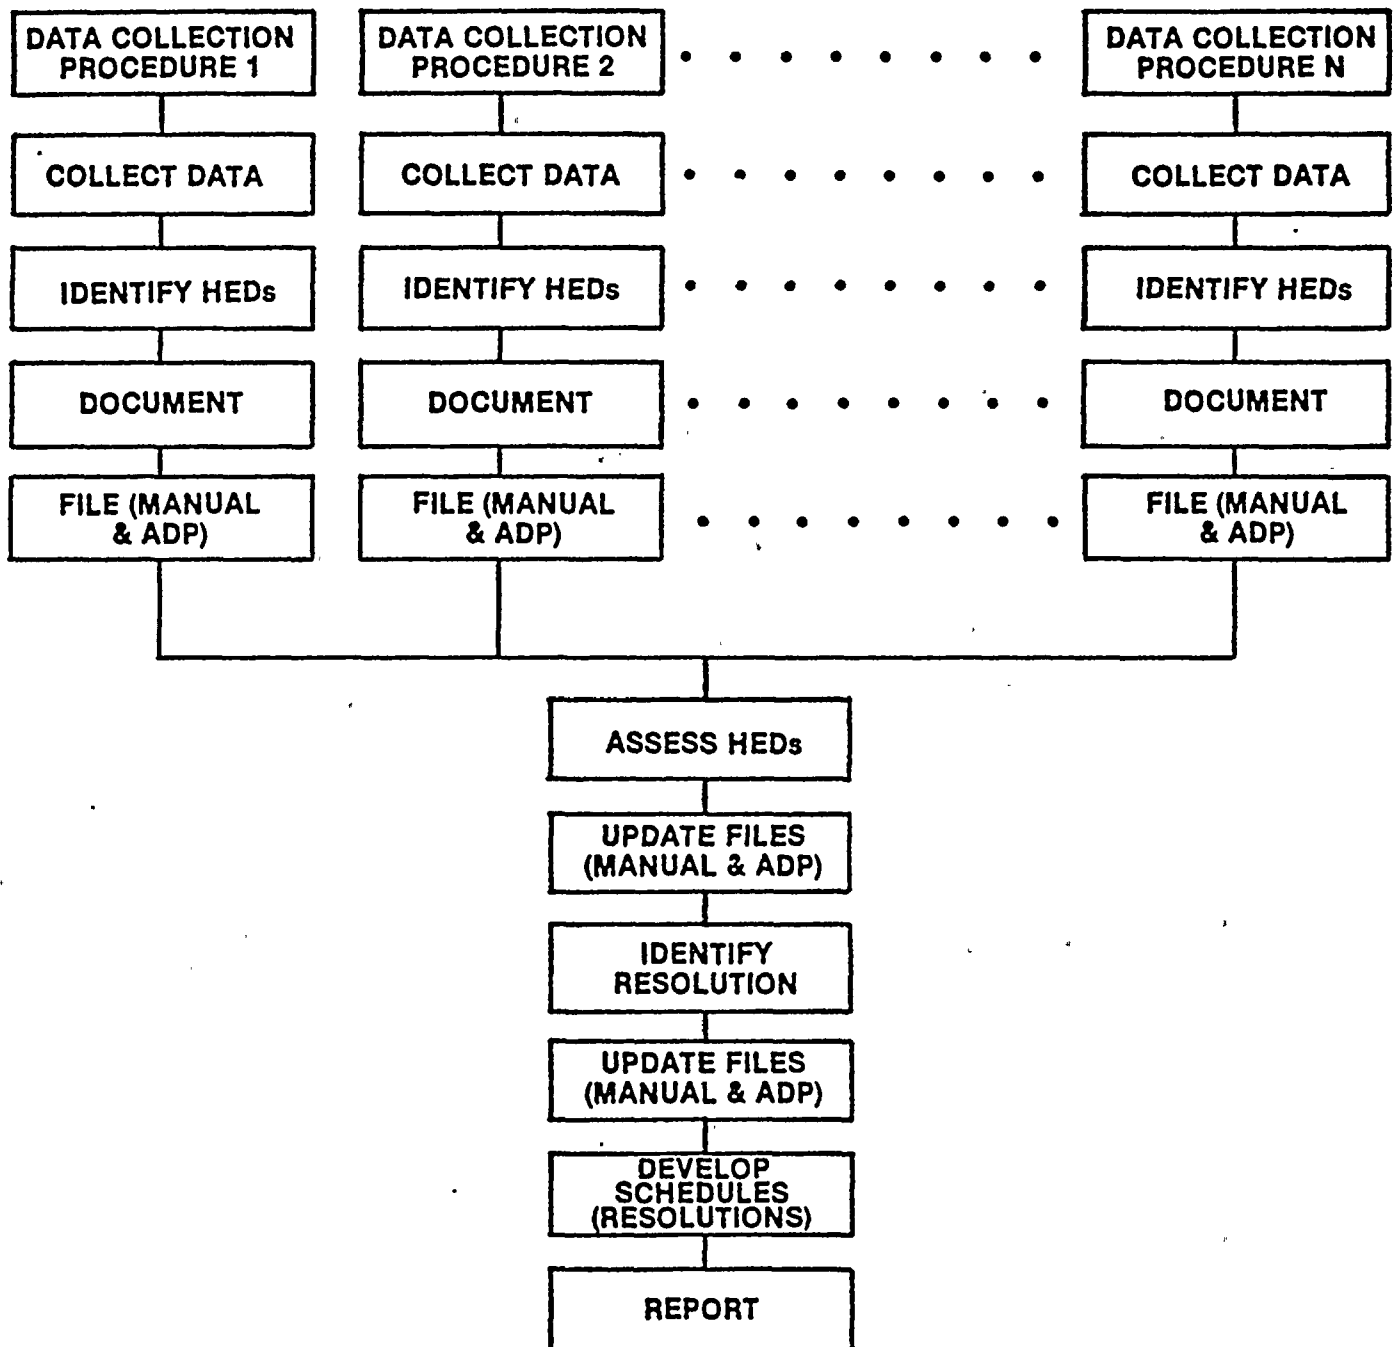 DATA COLLECTION
PROCEDURE 1
DATA COLLECTION
PROCEDURE 2
DATA COLLECTION
PROCEDURE N
COLLECT DATA
COLLECT DATA
COLLECT DATA
IDENTIFY HEDs
IDENTIFY HEDs
IDENTIFY HEDs
DOCUMENT
DOCUMENT
DOCUMENT
FILE (MANUAL
& ADP)
FILE (MANUAL
& ADP)
FILE (MANUAL
& ADP)
ASSESS HEDs
UPDATE FILES
(MANUAL & ADP)
IDENTIFY
RESOLUTION
UPDATE FILES
(MANUAL & ADP)
DEVELOP
SCHEDULES
(RESOLUTIONS)
REPORT